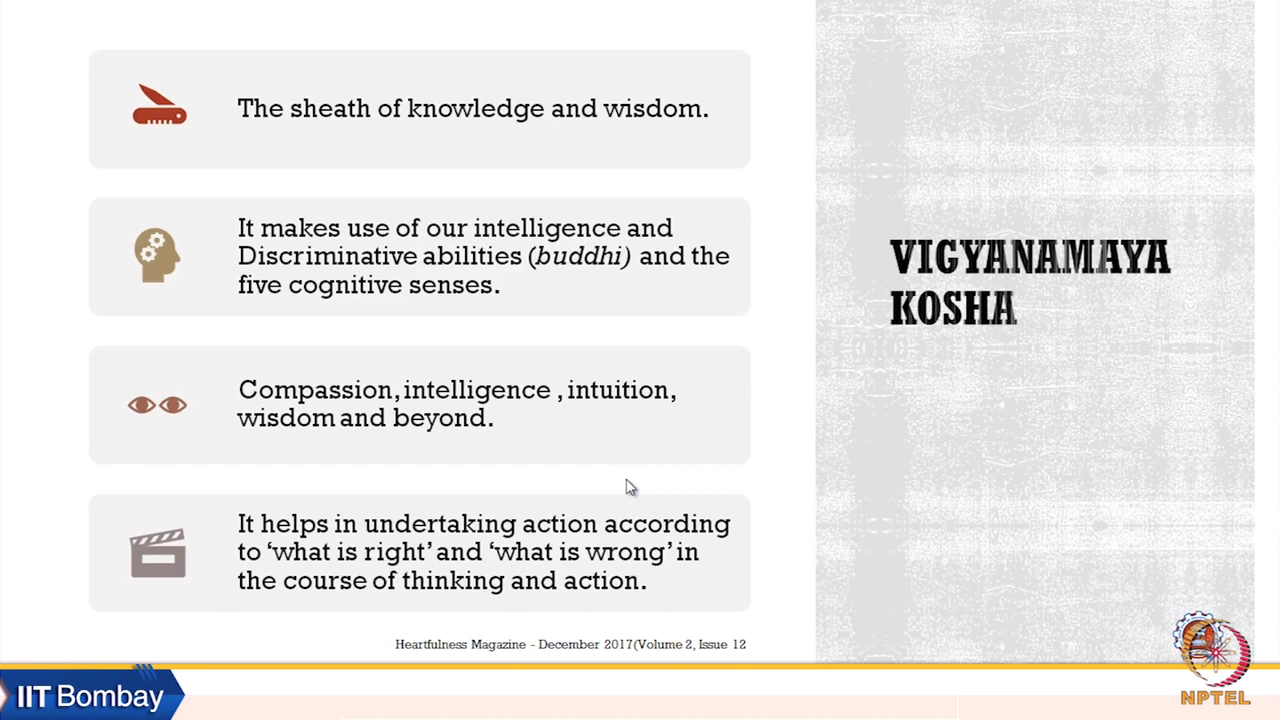 The sheath of knowledge and wisdom.
It makes use of our intelligence and
Discriminative abilities (buddhi) and the
five cognitive senses.
Compassion, intelligence , intuition,
wisdom and beyond.
It helps in undertaking action according
to ‘what is right’ and ‘what is wrong’ in
the course of thinking and action.
Heartfulness Magazine - December 2017(Volume 2, Issue 12
VIGYANAMAYA
KOSHA
IIT Bombay
NPTEL